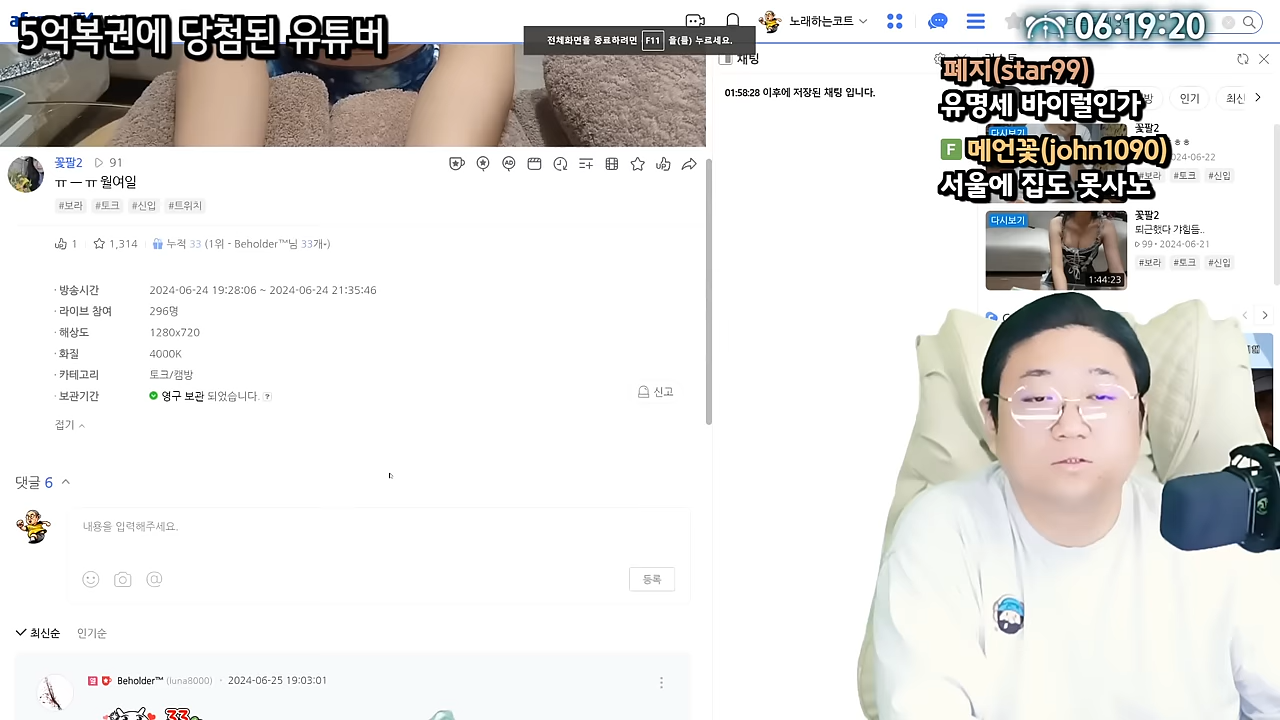 5억복권에 당첨된 유튜버
전체화면을 종료하려면 F11 을(를) 누르세요.
노래하는코트
06:19:20
채팅
01:58:28 이후에 저장된 채팅 입니다.
폐지(star99)
유명세 바이럴인가
F 메언꽃(john1090)
서울에 집도 못사노
인기
최신
다시보기
꽃팔2
#보라 #토크 #신입
다시보기
1:44:23
꽃팔2
퇴근했다 갸힘듬..
99 • 2024-06-21
#보라 #토크 #신입
꽃팔2 91
ㅠㅡㅠ 월여일
#보라 #토크 #신입 #트위치
1 1,314 누적 33 (1위 - Beholder™님 33개)
· 방송시간 2024-06-24 19:28:06 ~ 2024-06-24 21:35:46
· 라이브 참여 296명
· 해상도 1280x720
· 화질 4000K
· 카테고리 토크/캠방
· 보관기간 영구 보관 되었습니다. ?
신고
접기
댓글 6
내용을 입력해주세요.
등록
최신순 인기순
열 Beholder™ (luna8000) · 2024-06-25 19:03:01
33